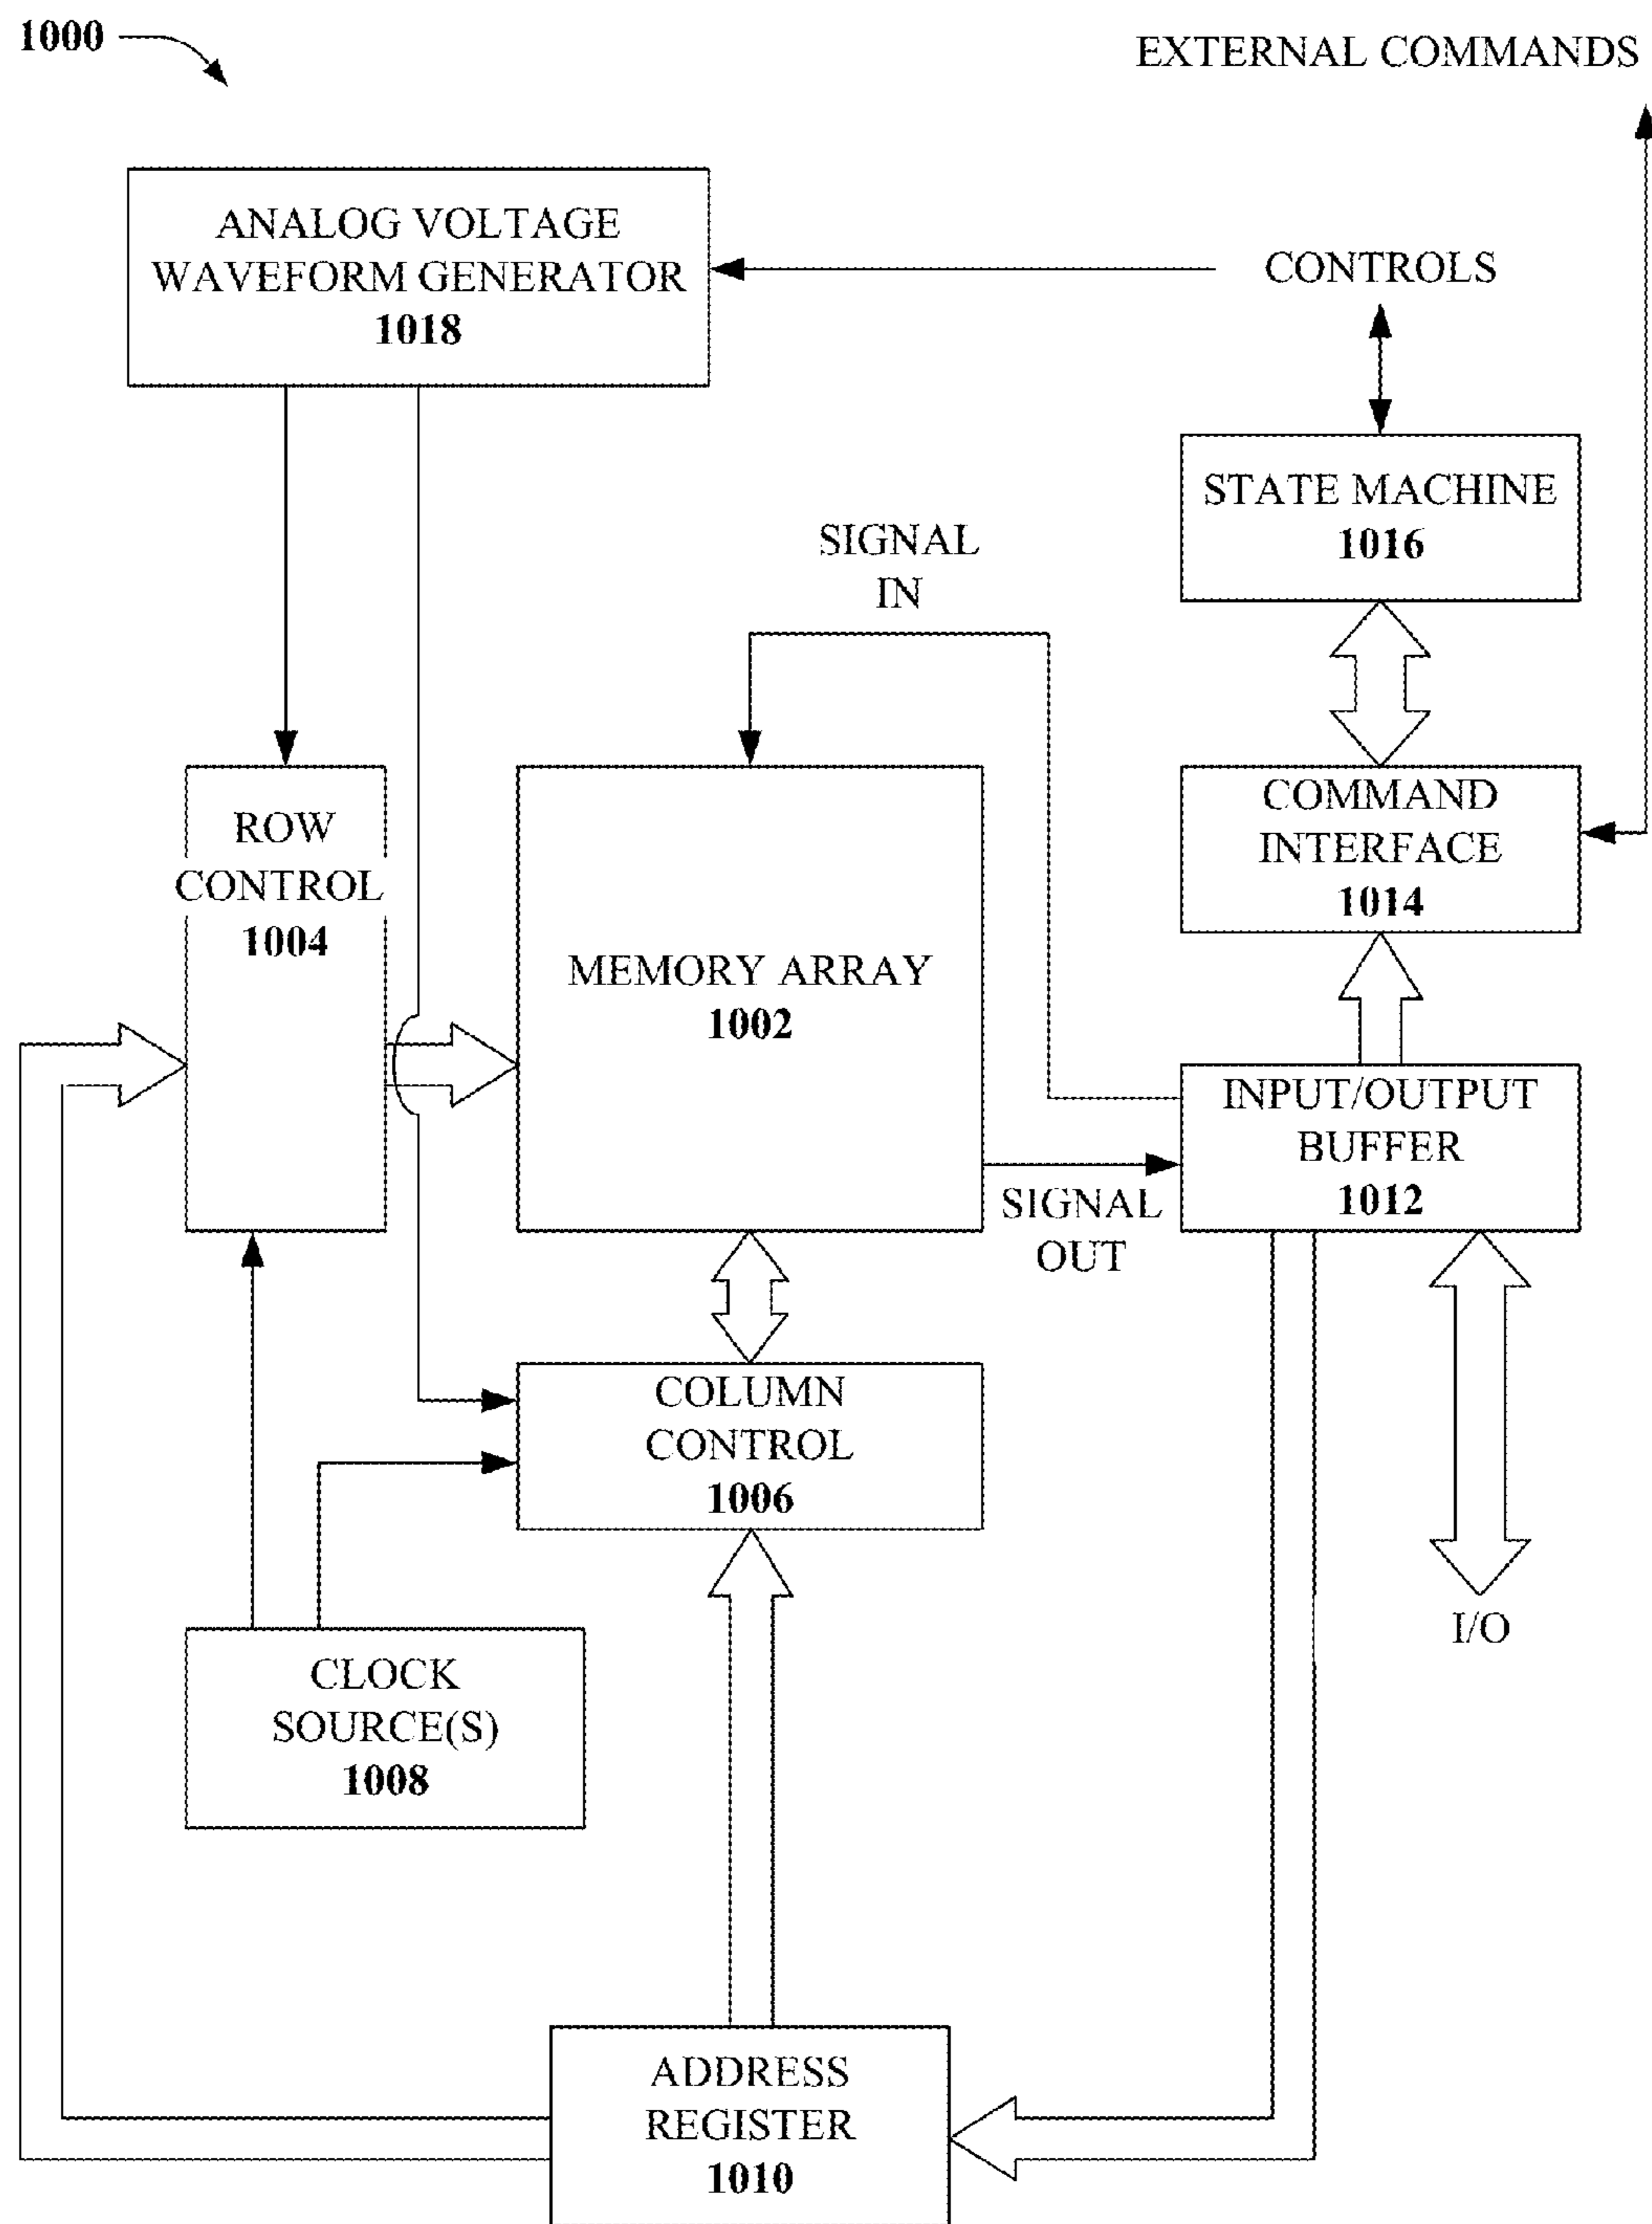 1000
EXTERNAL COMMANDS
ANALOG VOLTAGE
WAVEFORM GENERATOR
1018
CONTROLS
STATE MACHINE
1016
SIGNAL
IN
ROW
CONTROL
1004
MEMORY ARRAY
1002
COMMAND
INTERFACE
1014
INPUT/OUTPUT
BUFFER
1012
SIGNAL
OUT
COLUMN
CONTROL
1006
I/O
CLOCK
SOURCE(S)
1008
ADDRESS
REGISTER
1010